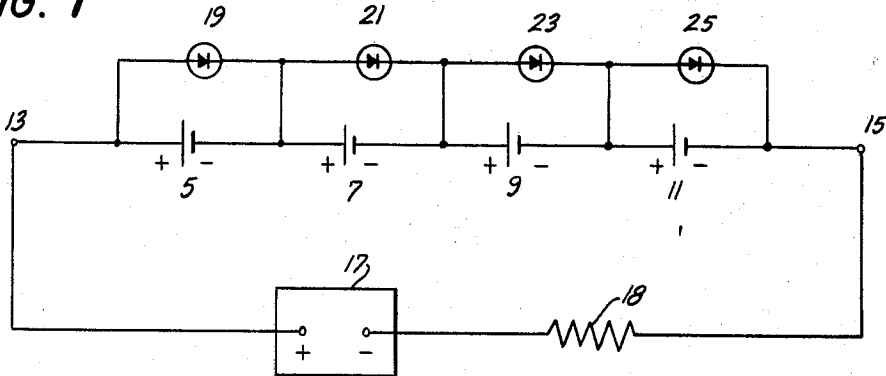 FIG. 1
19 21 23 25
13 15
+ - + - + - + -
5 7 9 11
17
18
+ -